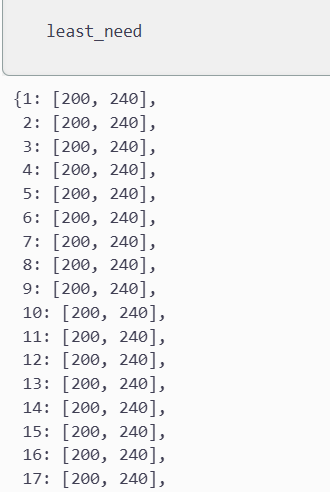 least_need
{1: [200, 240],
2: [200, 240],
3: [200, 240],
4: [200, 240],
5: [200, 240],
6: [200, 240],
7: [200, 240],
8: [200, 240],
9: [200, 240],
10: [200, 240],
11: [200, 240],
12: [200, 240],
13: [200, 240],
14: [200, 240],
15: [200, 240],
16: [200, 240],
17: [200, 240],